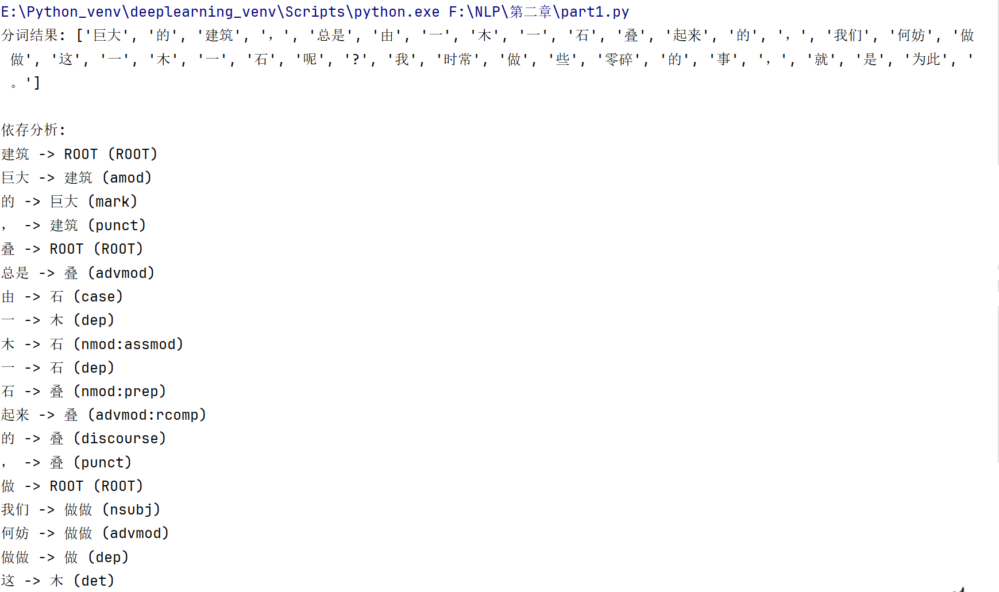 E:\Python_venv\deeplearning_venv\Scripts\python.exe F:\NLP\第二章\part1.py
分词结果: ['巨大', '的', '建筑', ',', '总是', '由', '一', '木', '一', '石', '叠', '起来', '的', ',', '我们', '何妨', '做
做', '这', '一', '木', '一', '石', '呢', '?', '我', '时常', '做', '些', '零碎', '的', '事', ',', '就', '是', '为此', '
。']
依存分析:
建筑 -> ROOT (ROOT)
巨大 -> 建筑 (amod)
的 -> 巨大 (mark)
, -> 建筑 (punct)
叠 -> ROOT (ROOT)
总是 -> 叠 (advmod)
由 -> 石 (case)
一 -> 木 (dep)
木 -> 石 (nmod:assmod)
一 -> 石 (dep)
石 -> 叠 (nmod:prep)
起来 -> 叠 (advmod:rcomp)
的 -> 叠 (discourse)
, -> 叠 (punct)
做 -> ROOT (ROOT)
我们 -> 做做 (nsubj)
何妨 -> 做做 (advmod)
做做 -> 做 (dep)
这 -> 木 (det)